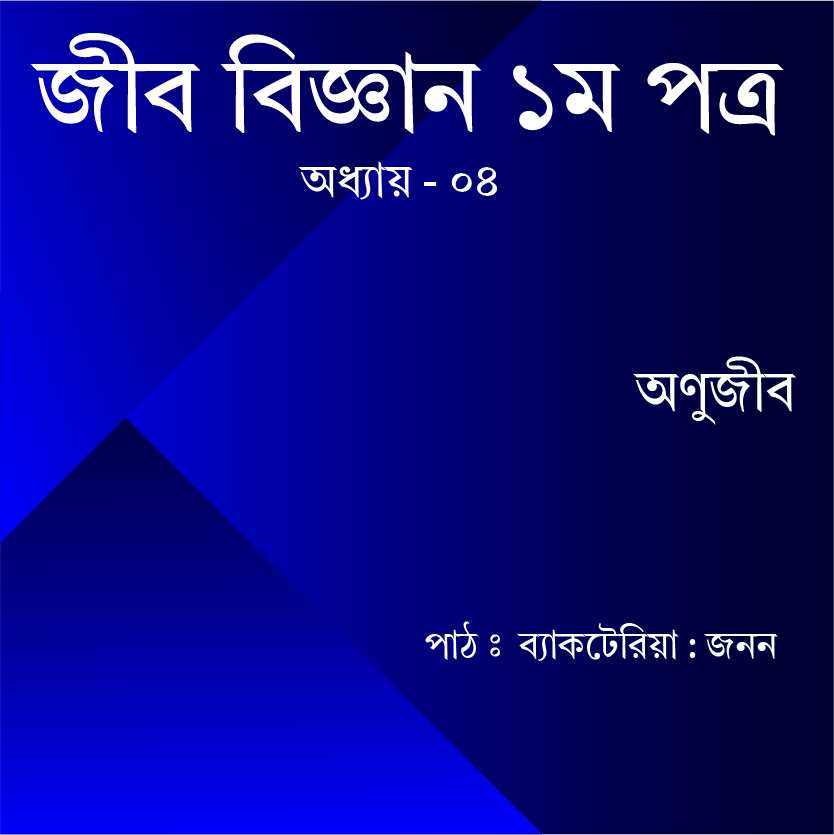 জীব বিজ্ঞান ১ম পত্র
অধ্যায় - ০৪
অণুজীব
পাঠ ঃ ব্যাকটেরিয়া : জনন